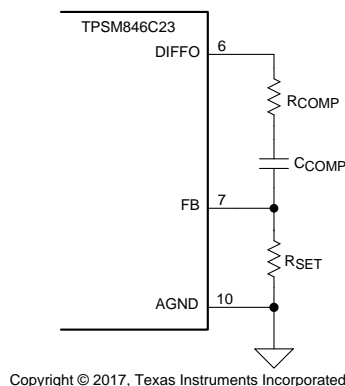 TPSM846C23
DIFFO 6
RCOMP
CCOMP
FB 7
RSET
AGND 10
Copyright © 2017, Texas Instruments Incorporated